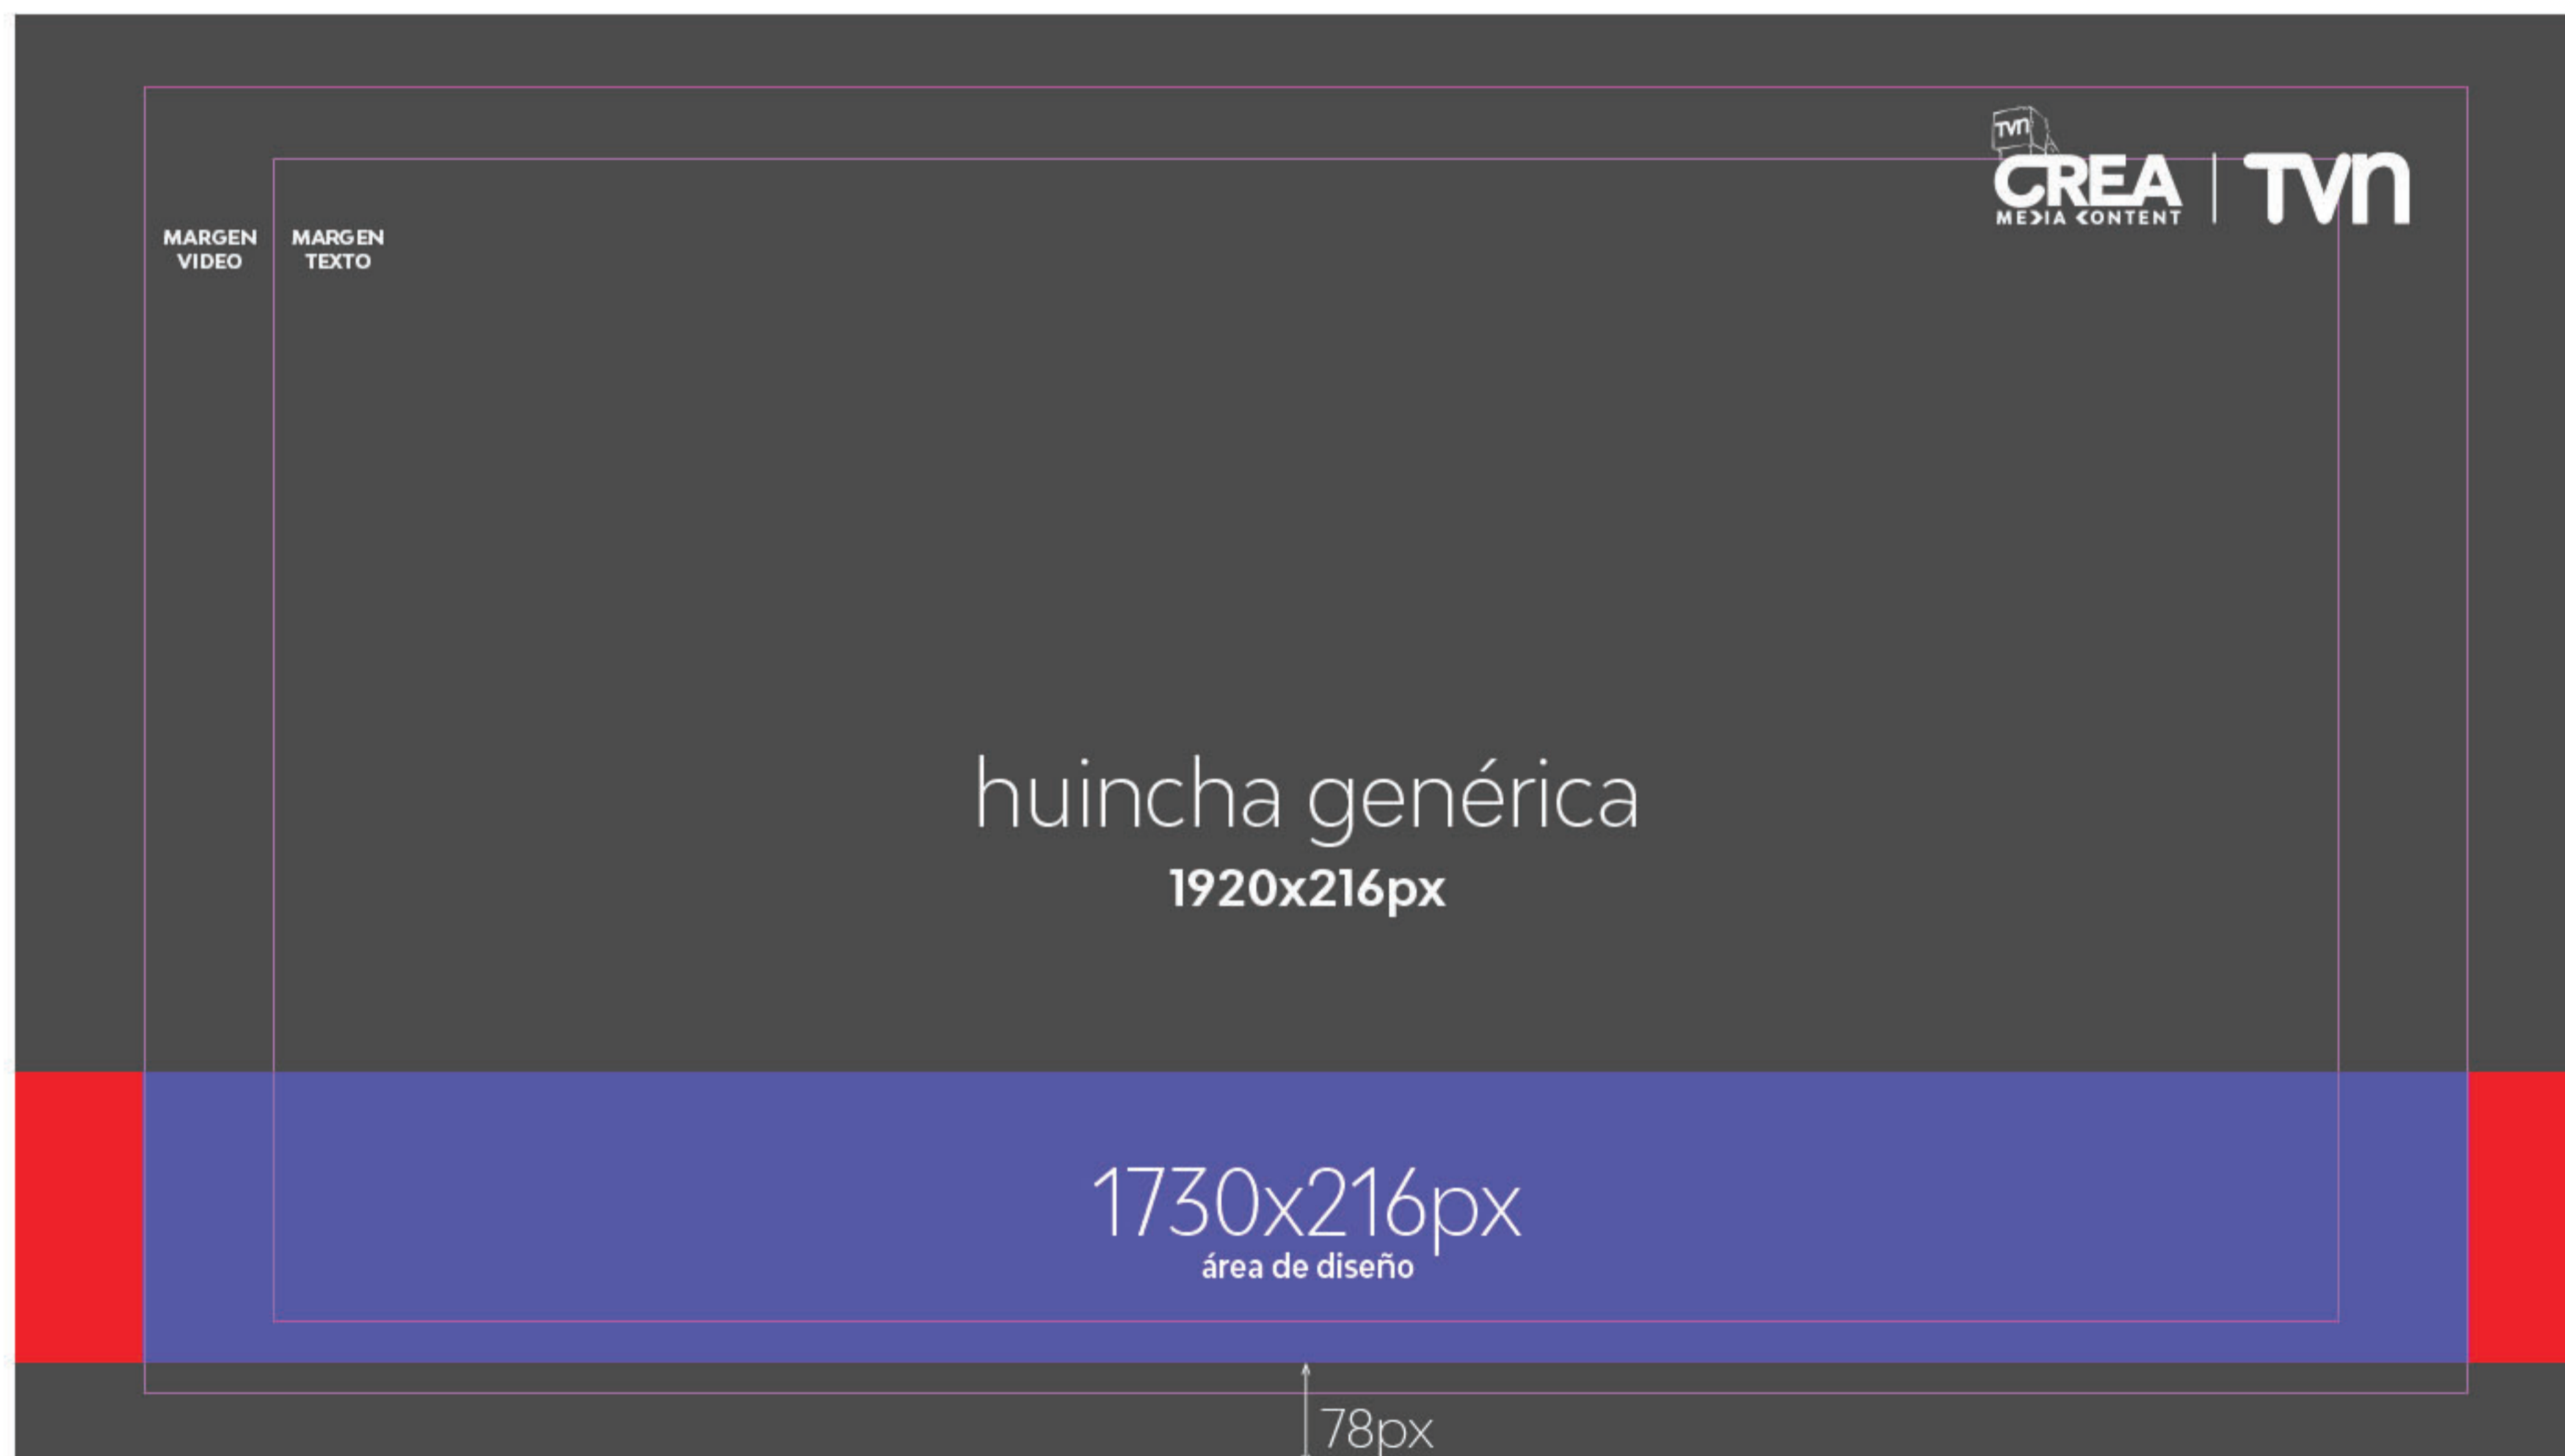 TVN
CREA | TVN
MEDIA CONTENT
MARGEN
VIDEO
MARGEN
TEXTO
huincha genérica
1920x216px
1730x216px
área de diseño
78px